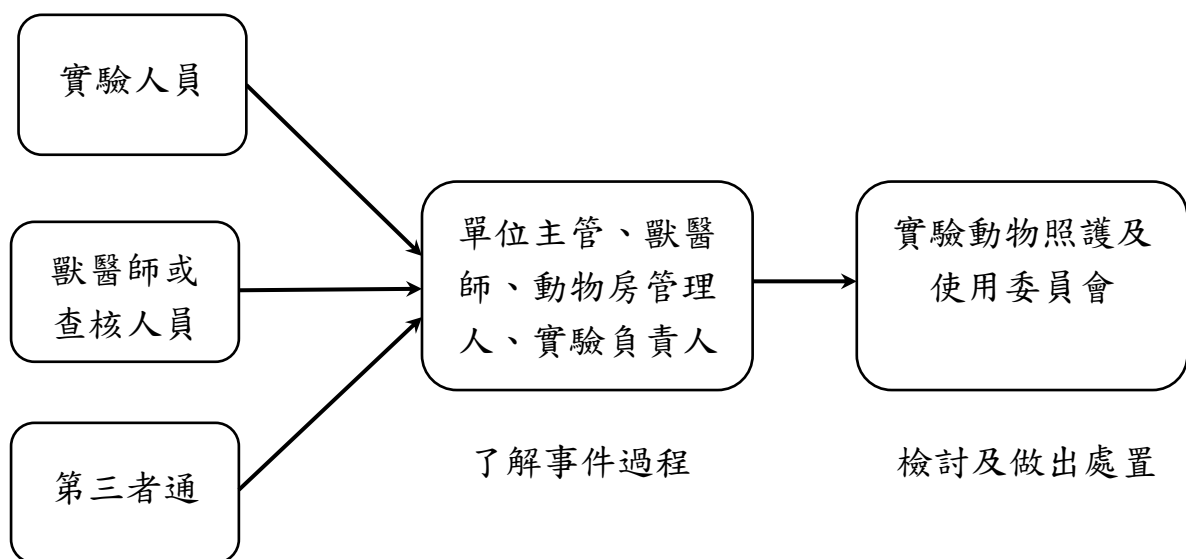 實驗人員
獸醫師或
查核人員
第三者通
單位主管、獸醫
師、動物房管理
人、實驗負責人
了解事件過程
實驗動物照護及
使用委員會
檢討及做出處置